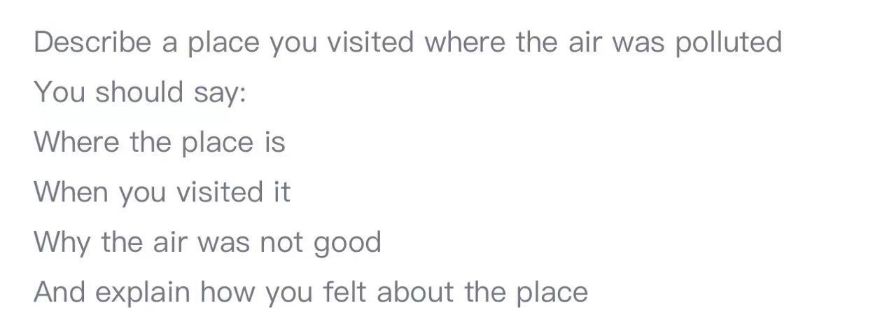 Describe a place you visited where the air was polluted
You should say:
Where the place is
When you visited it
Why the air was not good
And explain how you felt about the place